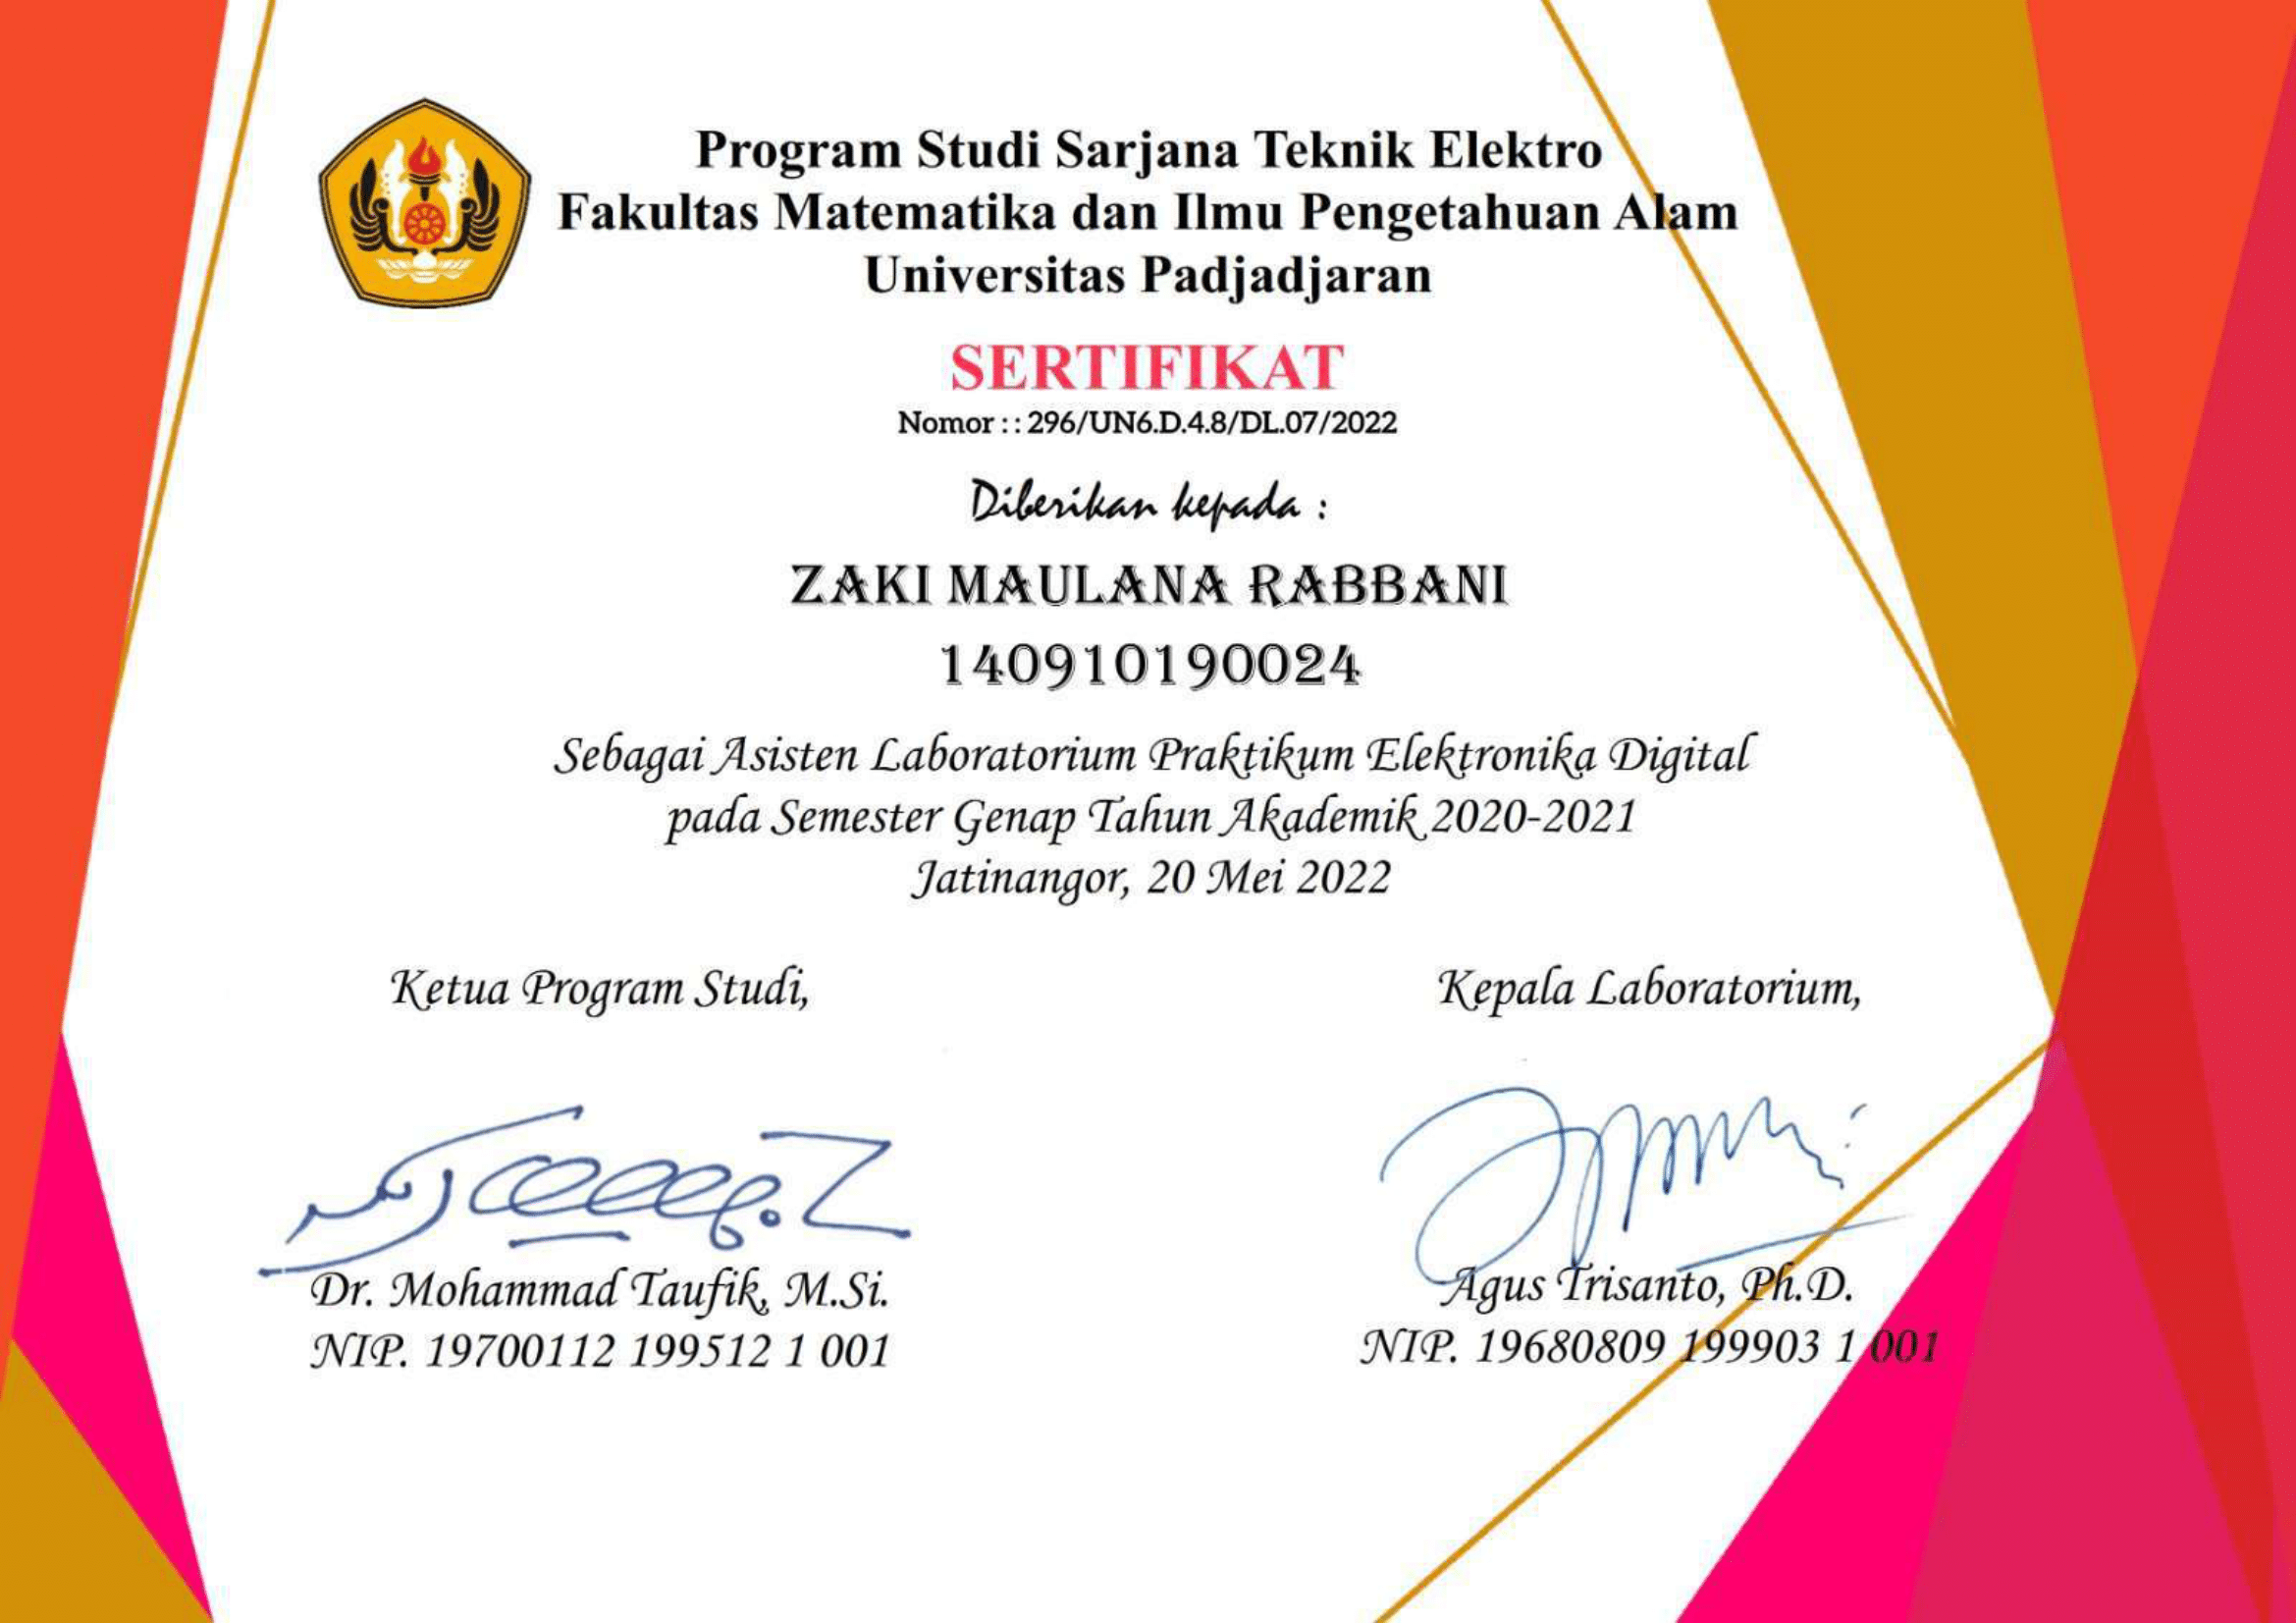 Program Studi Sarjana Teknik Elektro
Fakultas Matematika dan Ilmu Pengetahuan Alam
Universitas Padjadjaran
SERTIFIKAT
Nomor : : 296/UN6.D.4.8/DL.07/2022
Diberikan kepada :
ZAKI MAULANA RABBANI
140910190024
Sebagai Asisten Laboratorium Praktikum Elektronika Digital
pada Semester Genap Tahun Akademik 2020-2021
Jatinangor, 20 Mei 2022
Ketua Program Studi,
Kepala Laboratorium,
Dr. Mohammad Taufik, M.Si.
NIP. 19700112 199512 1 001
Agus Trisanto, Ph.D.
NIP. 19680809 199903 1 001